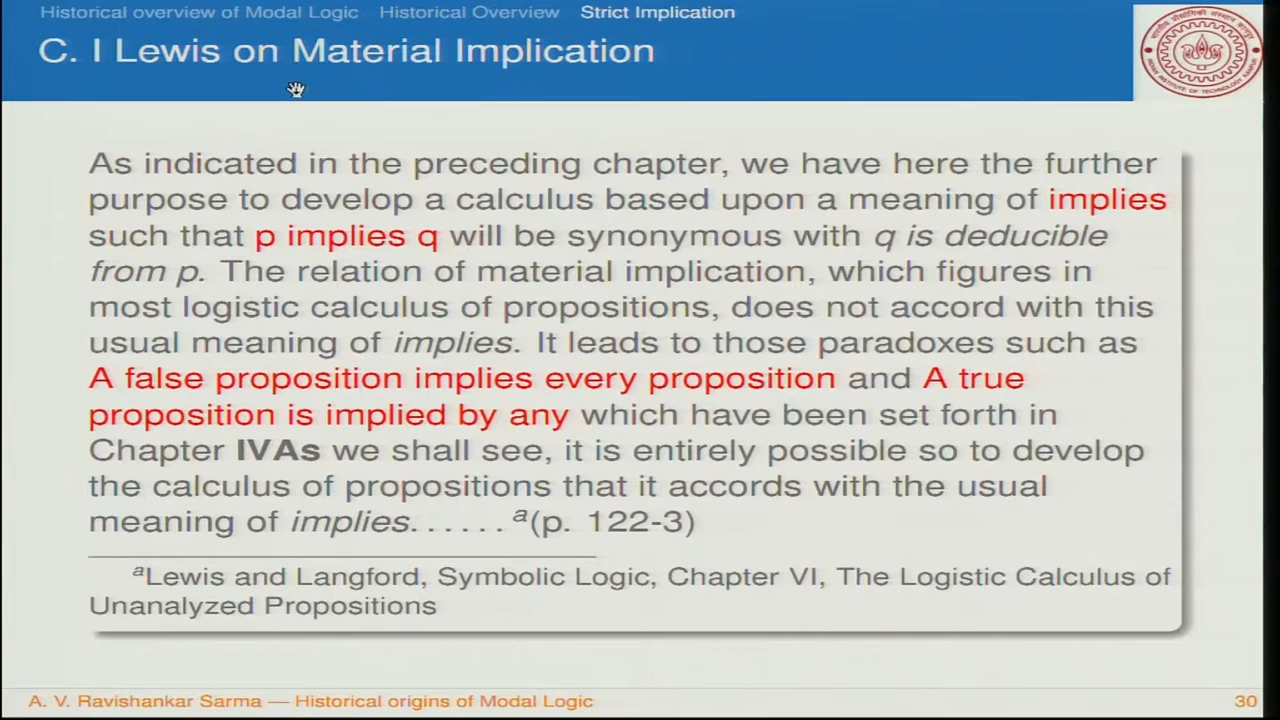 Historical overview of Modal Logic Historical Overview Strict Implication
C. I Lewis on Material Implication
As indicated in the preceding chapter, we have here the further
purpose to develop a calculus based upon a meaning of implies
such that p implies q will be synonymous with q is deducible
from p. The relation of material implication, which figures in
most logistic calculus of propositions, does not accord with this
usual meaning of implies. It leads to those paradoxes such as
A false proposition implies every proposition and A true
proposition is implied by any which have been set forth in
Chapter IVAs we shall see, it is entirely possible so to develop
the calculus of propositions that it accords with the usual
meaning of implies...... a(p. 122-3)
aLewis and Langford, Symbolic Logic, Chapter VI, The Logistic Calculus of
Unanalyzed Propositions
A. V. Ravishankar Sarma — Historical origins of Modal Logic 30